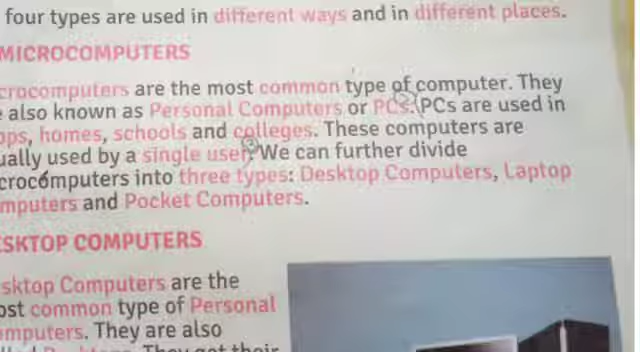 four types are used in different ways and in different places.
MICROCOMPUTERS
crocomputers are the most common type of computer. They
also known as Personal Computers or PCs. PCs are used in
ops, homes, schools and colleges. These computers are
ually used by a single user. We can further divide
crocomputers into three types: Desktop Computers, Laptop
mputers and Pocket Computers.
SKTOP COMPUTERS
sktop Computers are the
ost common type of Personal
mputers. They are also
They get their